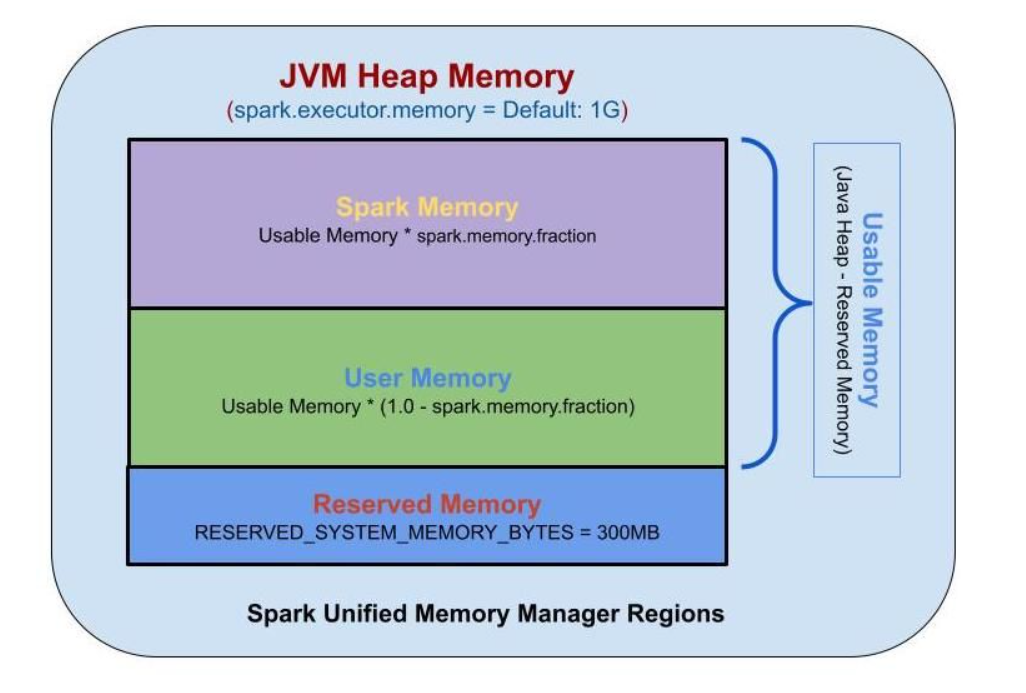 JVM Heap Memory
(spark.executor.memory = Default: 1G)
Spark Memory
Usable Memory * spark.memory.fraction
User Memory
Usable Memory * (1.0 - spark.memory.fraction)
Reserved Memory
RESERVED_SYSTEM_MEMORY_BYTES = 300MB
Usable Memory
(Java Heap - Reserved Memory)
Spark Unified Memory Manager Regions